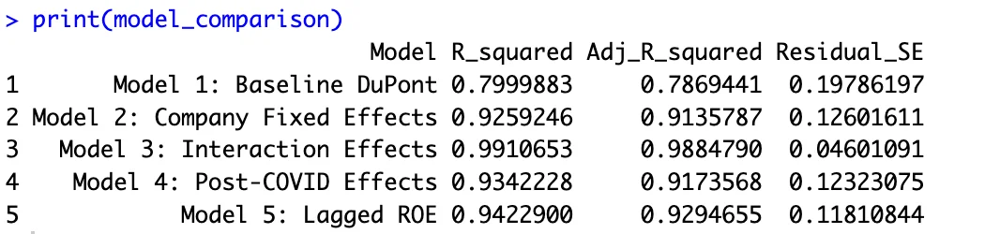 > print(model_comparison)
Model R_squared Adj_R_squared Residual_SE
1 Model 1: Baseline DuPont 0.7999883 0.7869441 0.19786197
2 Model 2: Company Fixed Effects 0.9259246 0.9135787 0.12601611
3 Model 3: Interaction Effects 0.9910653 0.9884790 0.04601091
4 Model 4: Post-COVID Effects 0.9342228 0.9173568 0.12323075
5 Model 5: Lagged ROE 0.9422900 0.9294655 0.11810844